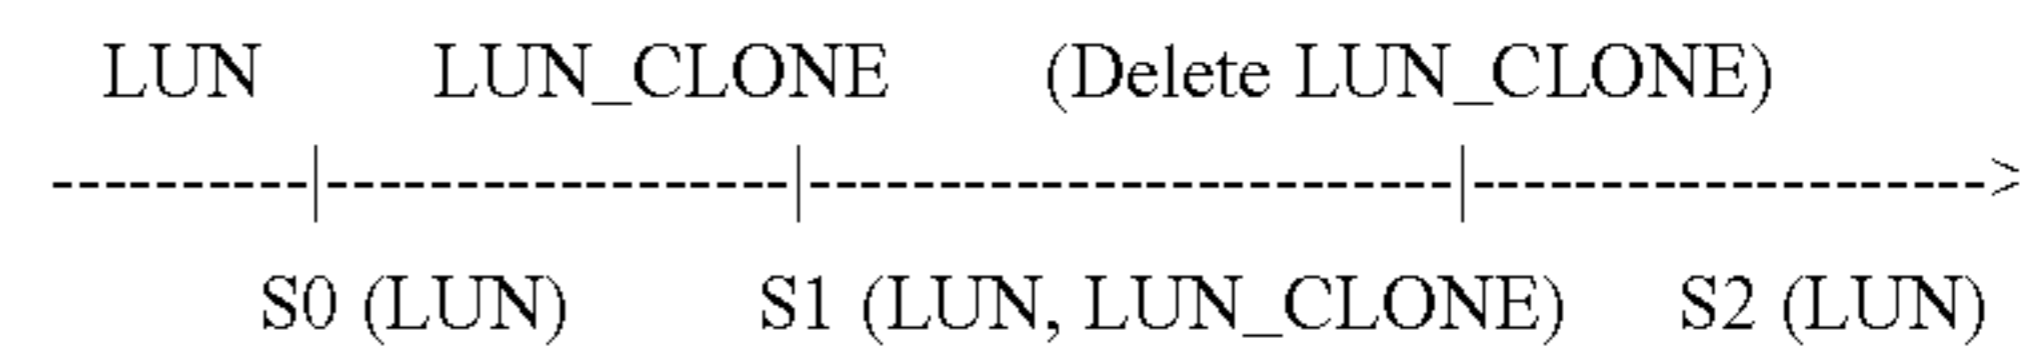 LUN LUN_CLONE (Delete LUN_CLONE)
S0 (LUN) S1 (LUN, LUN_CLONE) S2 (LUN)